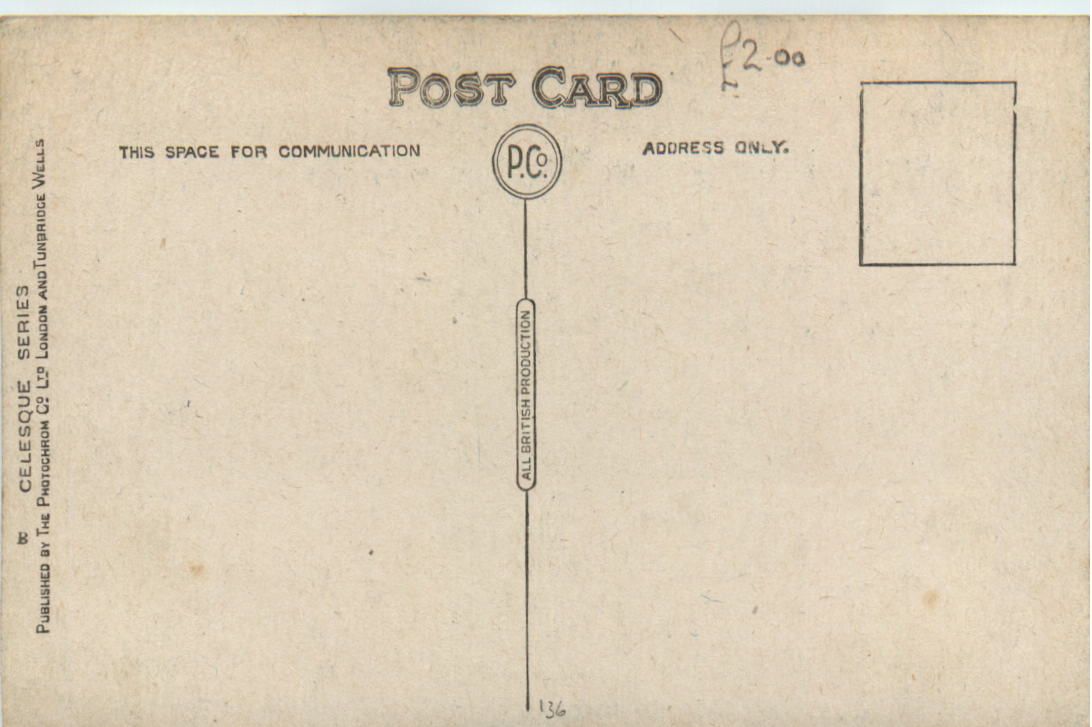 £2-00
POST CARD
THIS SPACE FOR COMMUNICATION
P.Co.
ADDRESS ONLY.
ALL BRITISH PRODUCTION
B CELESQUE SERIES
PUBLISHED BY THE PHOTOCHROM Co. LTD LONDON AND TUNBRIDGE WELLS
136